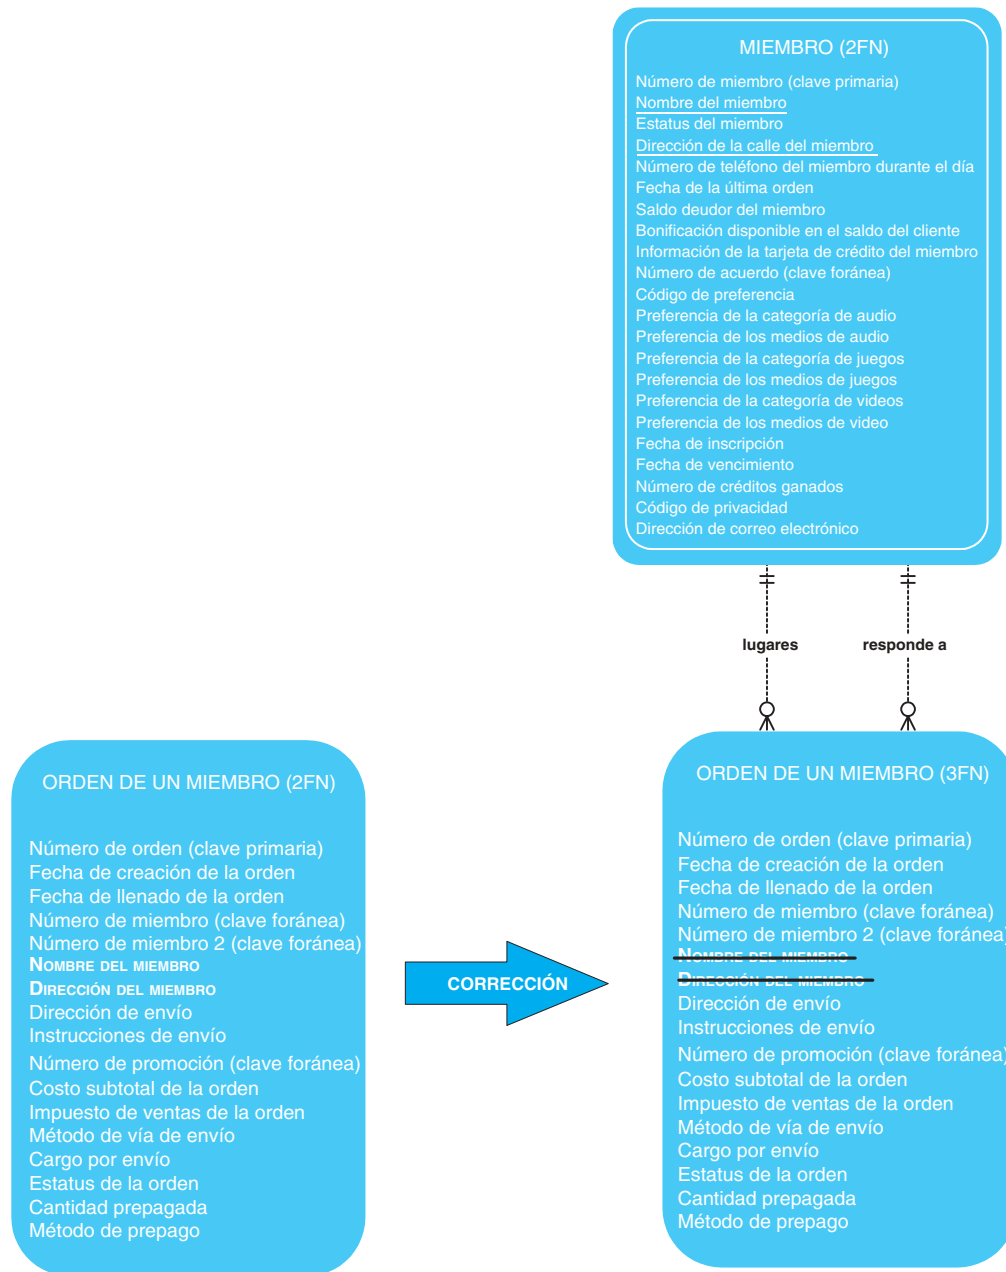 MIEMBRO (2FN)
Número de miembro (clave primaria)
Nombre del miembro
Estatus del miembro
Dirección de la calle del miembro
Número de teléfono del miembro durante el día
Fecha de la última orden
Saldo deudor del miembro
Bonificación disponible en el saldo del cliente
Información de la tarjeta de crédito del miembro
Número de acuerdo (clave foránea)
Código de preferencia
Preferencia de la categoría de audio
Preferencia de los medios de audio
Preferencia de la categoría de juegos
Preferencia de los medios de juegos
Preferencia de la categoría de videos
Preferencia de los medios de video
Fecha de inscripción
Fecha de vencimiento
Número de créditos ganados
Código de privacidad
Dirección de correo electrónico
lugares
responde a
ORDEN DE UN MIEMBRO (2FN)
Número de orden (clave primaria)
Fecha de creación de la orden
Fecha de llenado de la orden
Número de miembro (clave foránea)
Número de miembro 2 (clave foránea)
NOMBRE DEL MIEMBRO
DIRECCIÓN DEL MIEMBRO
Dirección de envío
Instrucciones de envío
Número de promoción (clave foránea)
Costo subtotal de la orden
Impuesto de ventas de la orden
Método de vía de envío
Cargo por envío
Estatus de la orden
Cantidad prepagada
Método de prepago
CORRECCIÓN
ORDEN DE UN MIEMBRO (3FN)
Número de orden (clave primaria)
Fecha de creación de la orden
Fecha de llenado de la orden
Número de miembro (clave foránea)
Número de miembro 2 (clave foránea)
NOMBRE DEL MIEMBRO
DIRECCIÓN DEL MIEMBRO
Dirección de envío
Instrucciones de envío
Número de promoción (clave foránea)
Costo subtotal de la orden
Impuesto de ventas de la orden
Método de vía de envío
Cargo por envío
Estatus de la orden
Cantidad prepagada
Método de prepago